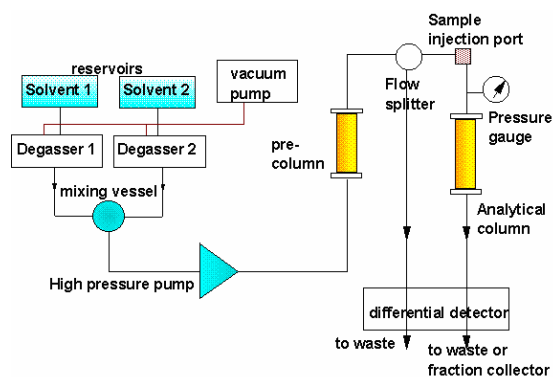 Sample
injection port
reservoirs
vacuum
pump
Solvent 1
Solvent 2
Flow
splitter
Pressure
gauge
Degasser 1
Degasser 2
pre-
column
mixing vessel
Analytical
column
High pressure pump
differential detector
to waste
to waste or
fraction collector